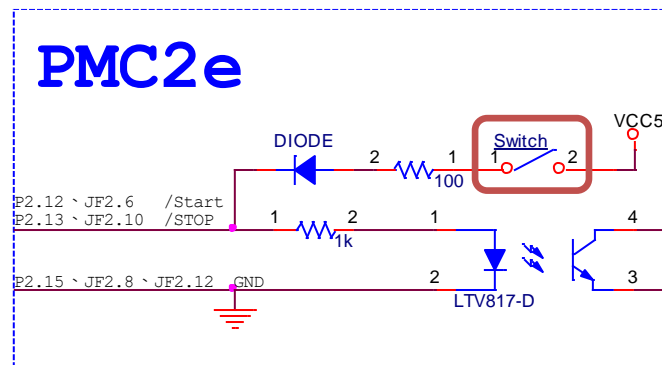 PMC2e
VCC5
DIODE
Switch
2
1
1
2
100
P2.12、JF2.6 /Start
P2.13、JF2.10 /STOP
1
2
1
4
1k
P2.15、JF2.8、JF2.12 GND
2
3
LTV817-D